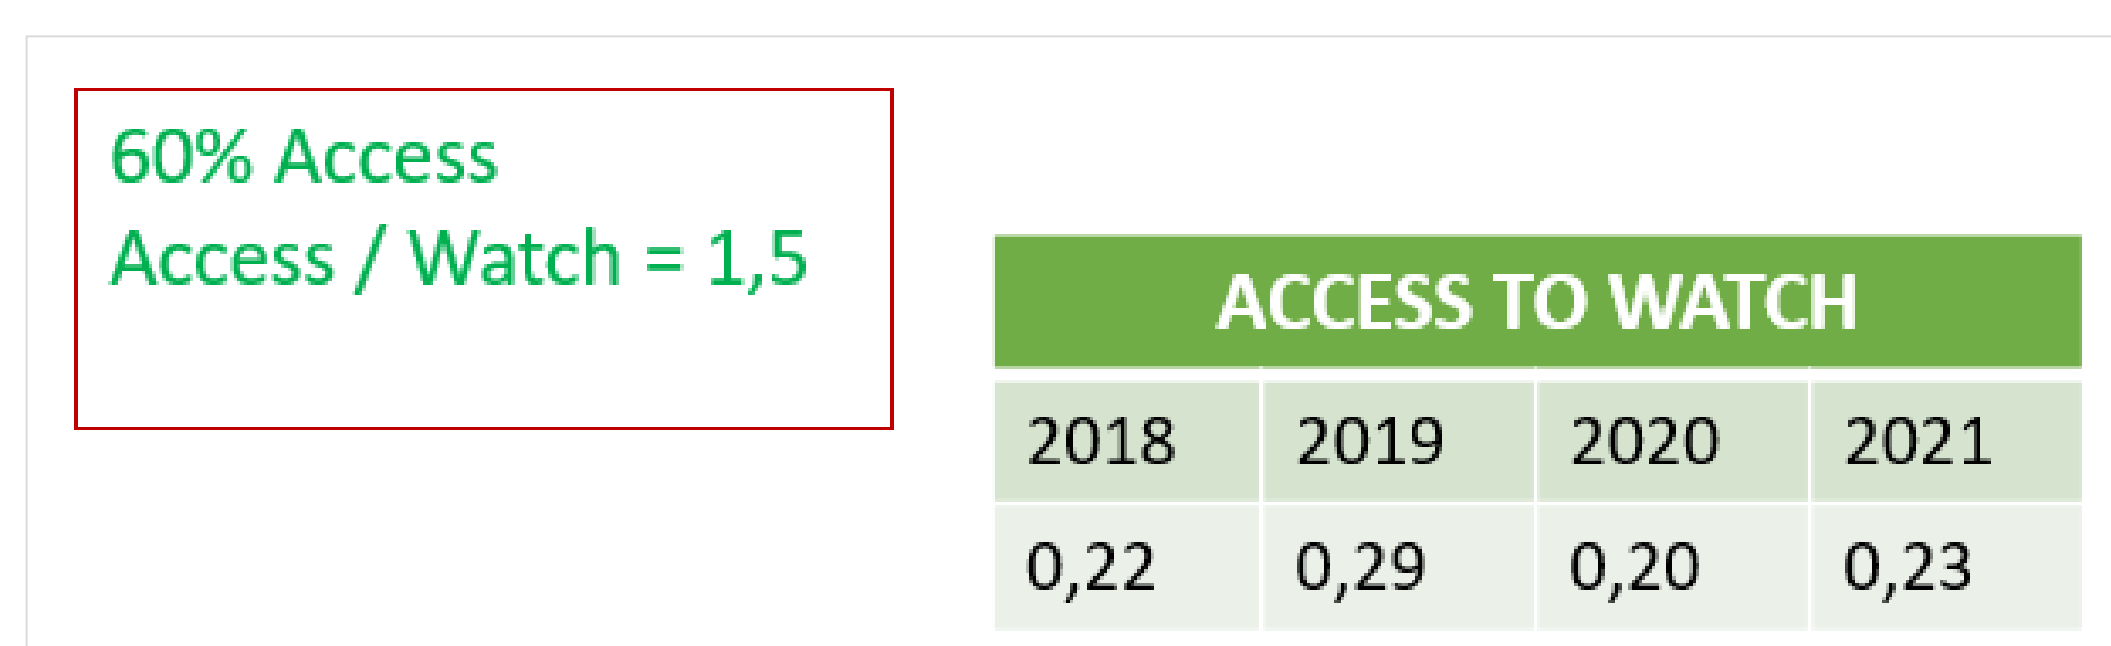 60% Access
Access / Watch = 1,5
ACCESS TO WATCH
2018 2019 2020 2021
0,22 0,29 0,20 0,23